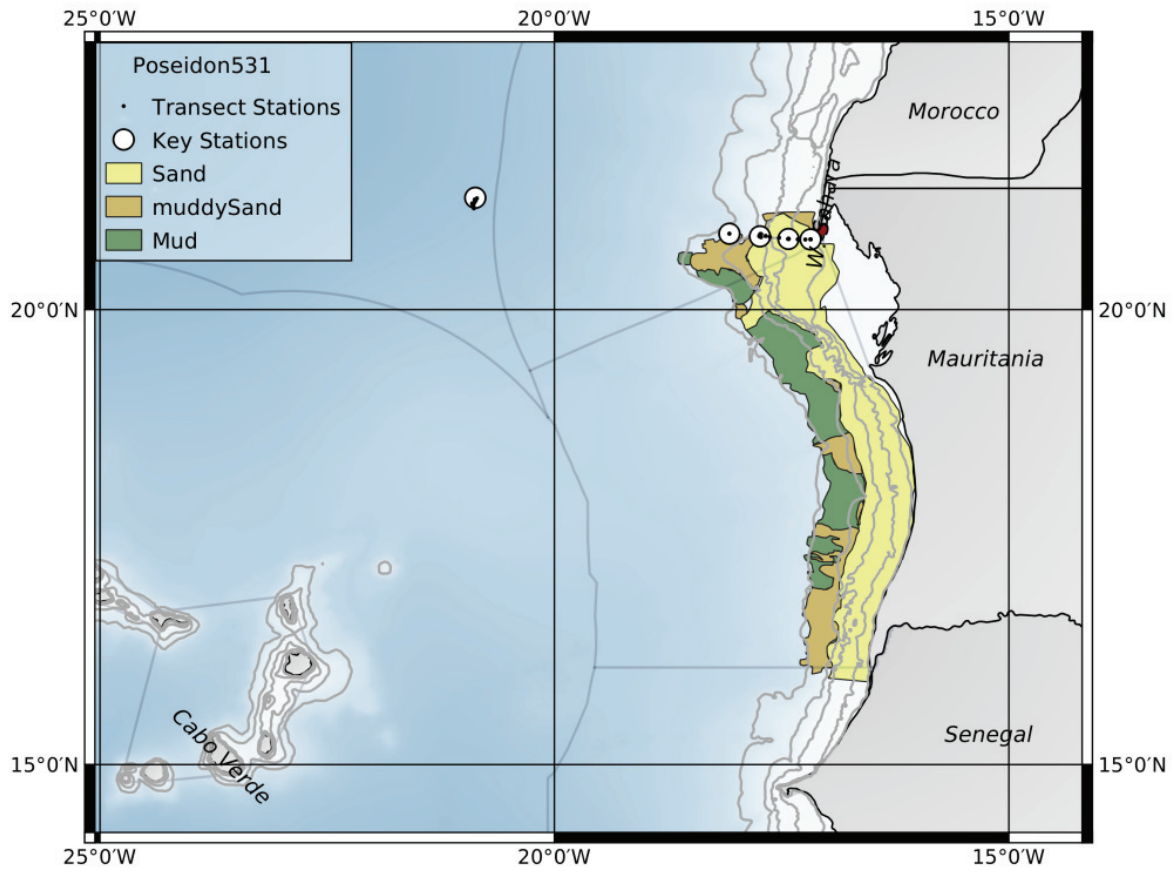 25°0′W 20°0′W 15°0′W
Poseidon531
Transect Stations
Key Stations
Sand
muddySand
Mud
Morocco
20°0′N 20°0′N
Mauritania
Cabo Verde
Senegal
15°0′N 15°0′N
25°0′W 20°0′W 15°0′W